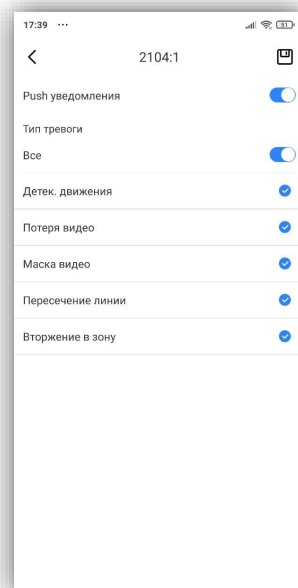 17:39 ...
51
2104:1
Push уведомления
Тип тревоги
Все
Детек. движения
Потеря видео
Маска видео
Пересечение линии
Вторжение в зону